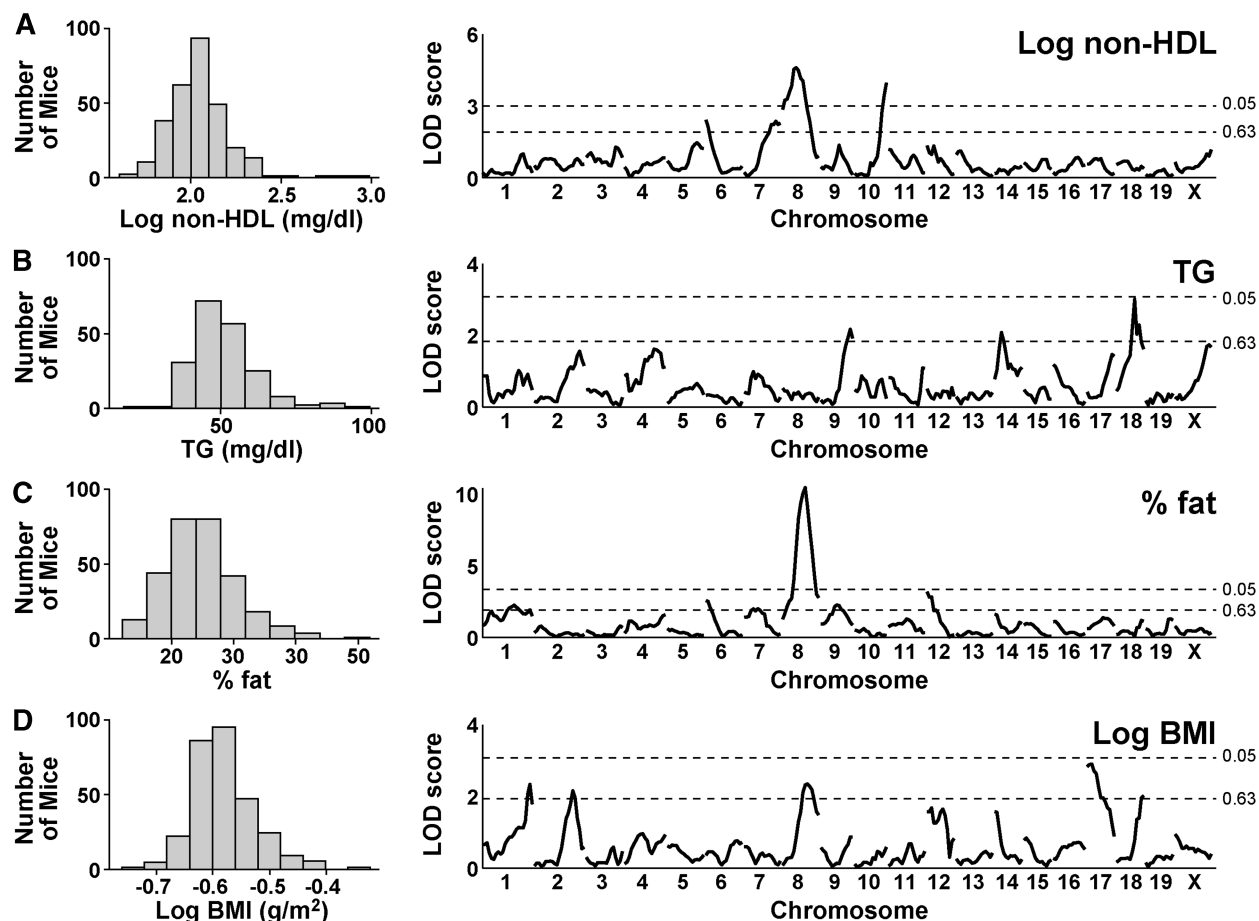 A
100
50
0
Number of Mice
2.0 2.5 3.0
Log non-HDL (mg/dl)
6
3
0
LOD score
Log non-HDL
0.05
0.63
1 2 3 4 5 6 7 8 9 10 11 12 13 14 15 16 17 18 19 X
Chromosome
B
100
50
0
Number of Mice
50 100
TG (mg/dl)
4
2
0
LOD score
TG
0.05
0.63
1 2 3 4 5 6 7 8 9 10 11 12 13 14 15 16 17 18 19 X
Chromosome
C
100
50
0
Number of Mice
20 30 30 50
% fat
10
5
0
LOD score
% fat
0.05
0.63
1 2 3 4 5 6 7 8 9 10 11 12 13 14 15 16 17 18 19 X
Chromosome
D
100
50
0
Number of Mice
-0.7 -0.6 -0.5 -0.4
Log BMI (g/m²)
4
2
0
LOD score
Log BMI
0.05
0.63
1 2 3 4 5 6 7 8 9 10 11 12 13 14 15 16 17 18 19 X
Chromosome